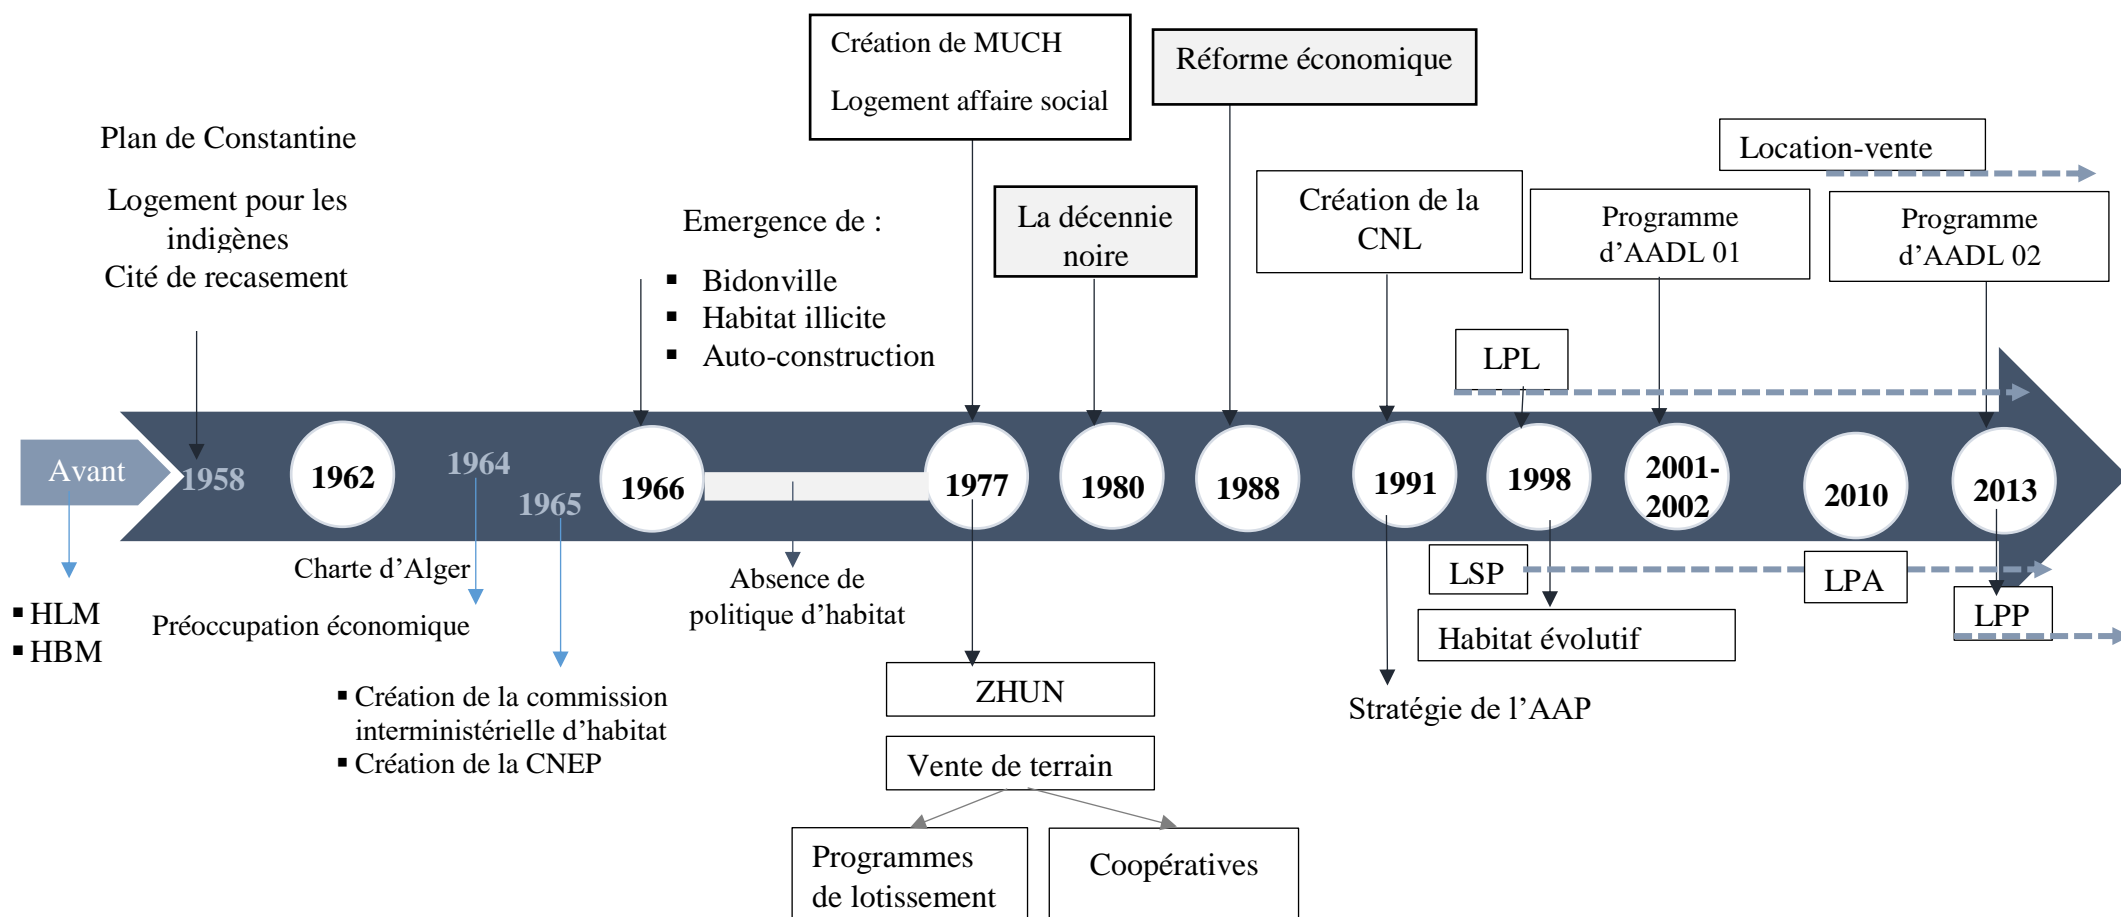 Création de MUCH
Logement affaire social
Réforme économique
Plan de Constantine
Logement pour les
indigènes
Cité de recasement
Emergence de :
▪ Bidonville
▪ Habitat illicite
▪ Auto-construction
La décennie
noire
Création de la
CNL
Programme
d’AADL 01
Location-vente
Programme
d’AADL 02
LPL
Avant
1958
1962
1964
1965
1966
1977
1980
1988
1991
1998
2001-
2002
2010
2013
▪ HLM
▪ HBM
Charte d’Alger
Préoccupation économique
▪ Création de la commission
interministérielle d’habitat
▪ Création de la CNEP
Absence de
politique d’habitat
ZHUN
Vente de terrain
Programmes
de lotissement
Coopératives
Stratégie de l’AAP
LSP
Habitat évolutif
LPA
LPP